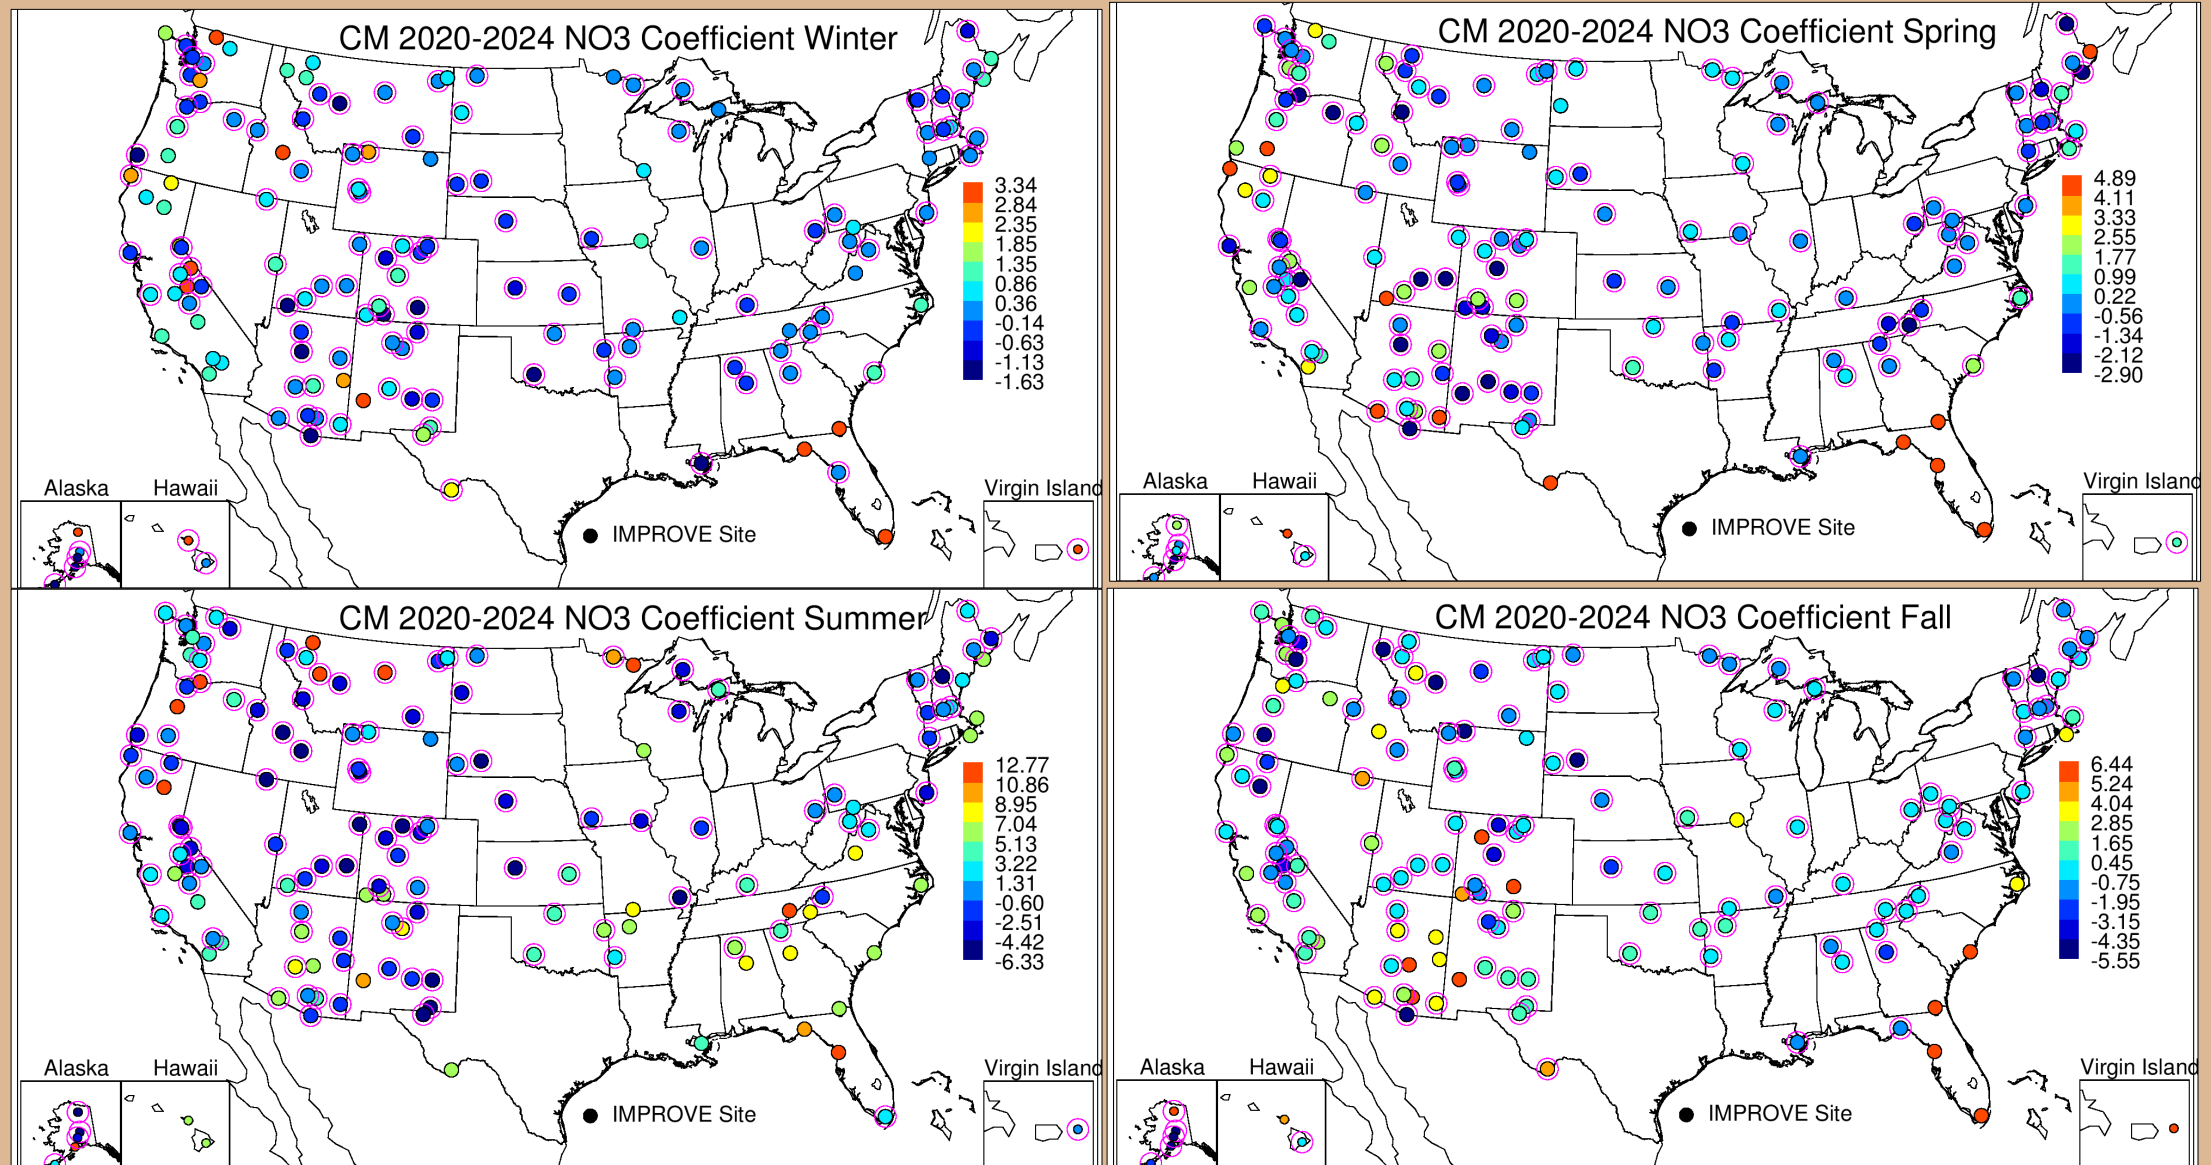 CM 2020-2024 NO3 Coefficient Winter
3.34
2.84
2.35
1.85
1.35
0.86
0.36
-0.14
-0.63
-1.13
-1.63
Alaska
Hawaii
Virgin Island
IMPROVE Site
CM 2020-2024 NO3 Coefficient Spring
4.89
4.11
3.33
2.55
1.77
0.99
0.22
-0.56
-1.34
-2.12
-2.90
Alaska
Hawaii
Virgin Island
IMPROVE Site
CM 2020-2024 NO3 Coefficient Summer
12.77
10.86
8.95
7.04
5.13
3.22
1.31
-0.60
-2.51
-4.42
-6.33
Alaska
Hawaii
Virgin Island
IMPROVE Site
CM 2020-2024 NO3 Coefficient Fall
6.44
5.24
4.04
2.85
1.65
0.45
-0.75
-1.95
-3.15
-4.35
-5.55
Alaska
Hawaii
Virgin Island
IMPROVE Site